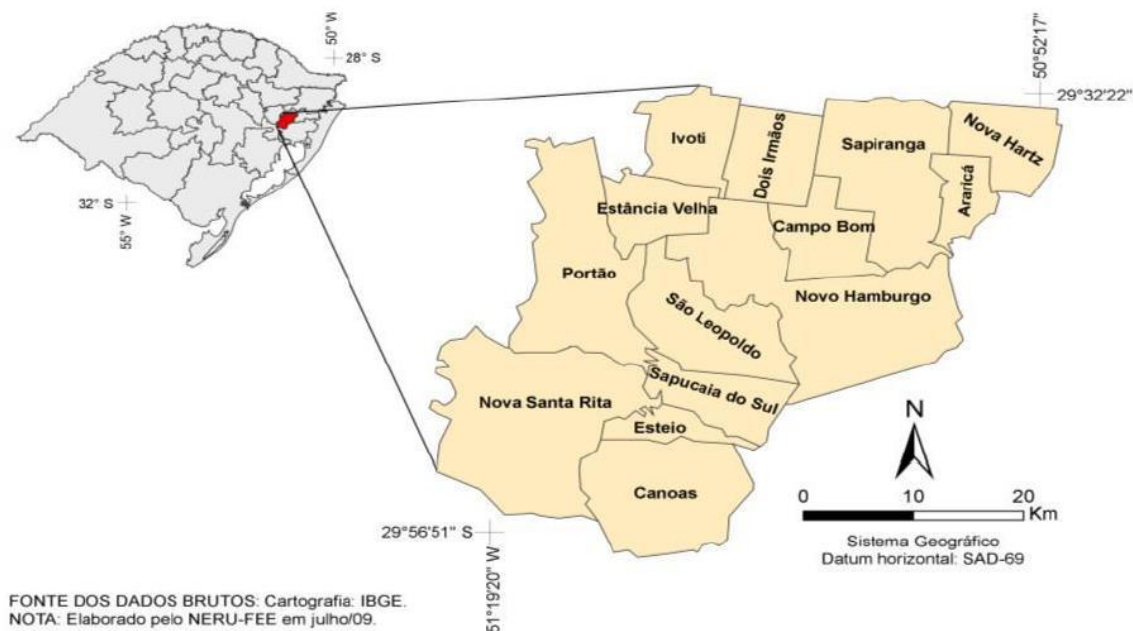 50° W
28° S
32° S
55° W
50°52'17"
29°32'22"
Ivoti
Dois Irmãos
Sapiranga
Nova Hartz
Araricá
Estância Velha
Campo Bom
Portão
Novo Hamburgo
São Leopoldo
Nova Santa Rita
Sapucaia do Sul
Esteio
Canoas
N
0 10 20
Km
Sistema Geográfico
Datum horizontal: SAD-69
29°56'51" S
51°19'20" W
FONTE DOS DADOS BRUTOS: Cartografia: IBGE.
NOTA: Elaborado pelo NERU-FEE em julho/09.